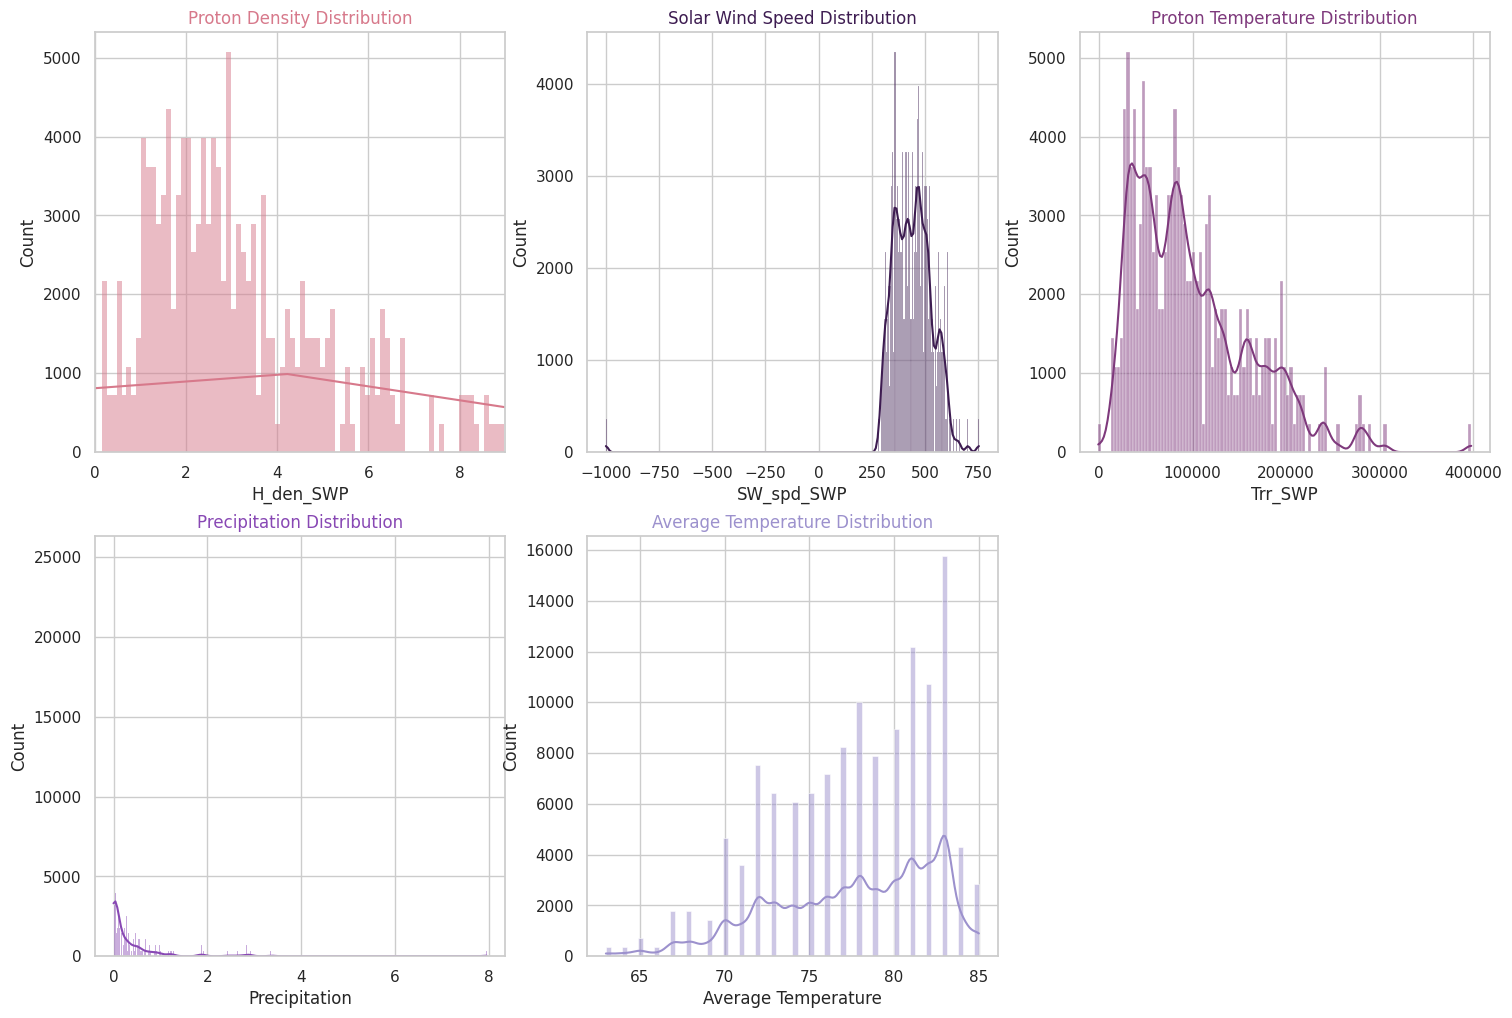 Proton Density Distribution
Count
5000
4000
3000
2000
1000
0
0 2 4 6 8
H_den_SWP
Solar Wind Speed Distribution
Count
4000
3000
2000
1000
0
−1000 −750 −500 −250 0 250 500 750
SW_spd_SWP
Proton Temperature Distribution
Count
5000
4000
3000
2000
1000
0
0 100000 200000 300000 400000
Trr_SWP
Precipitation Distribution
Count
25000
20000
15000
10000
5000
0
0 2 4 6 8
Precipitation
Average Temperature Distribution
Count
16000
14000
12000
10000
8000
6000
4000
2000
0
65 70 75 80 85
Average Temperature